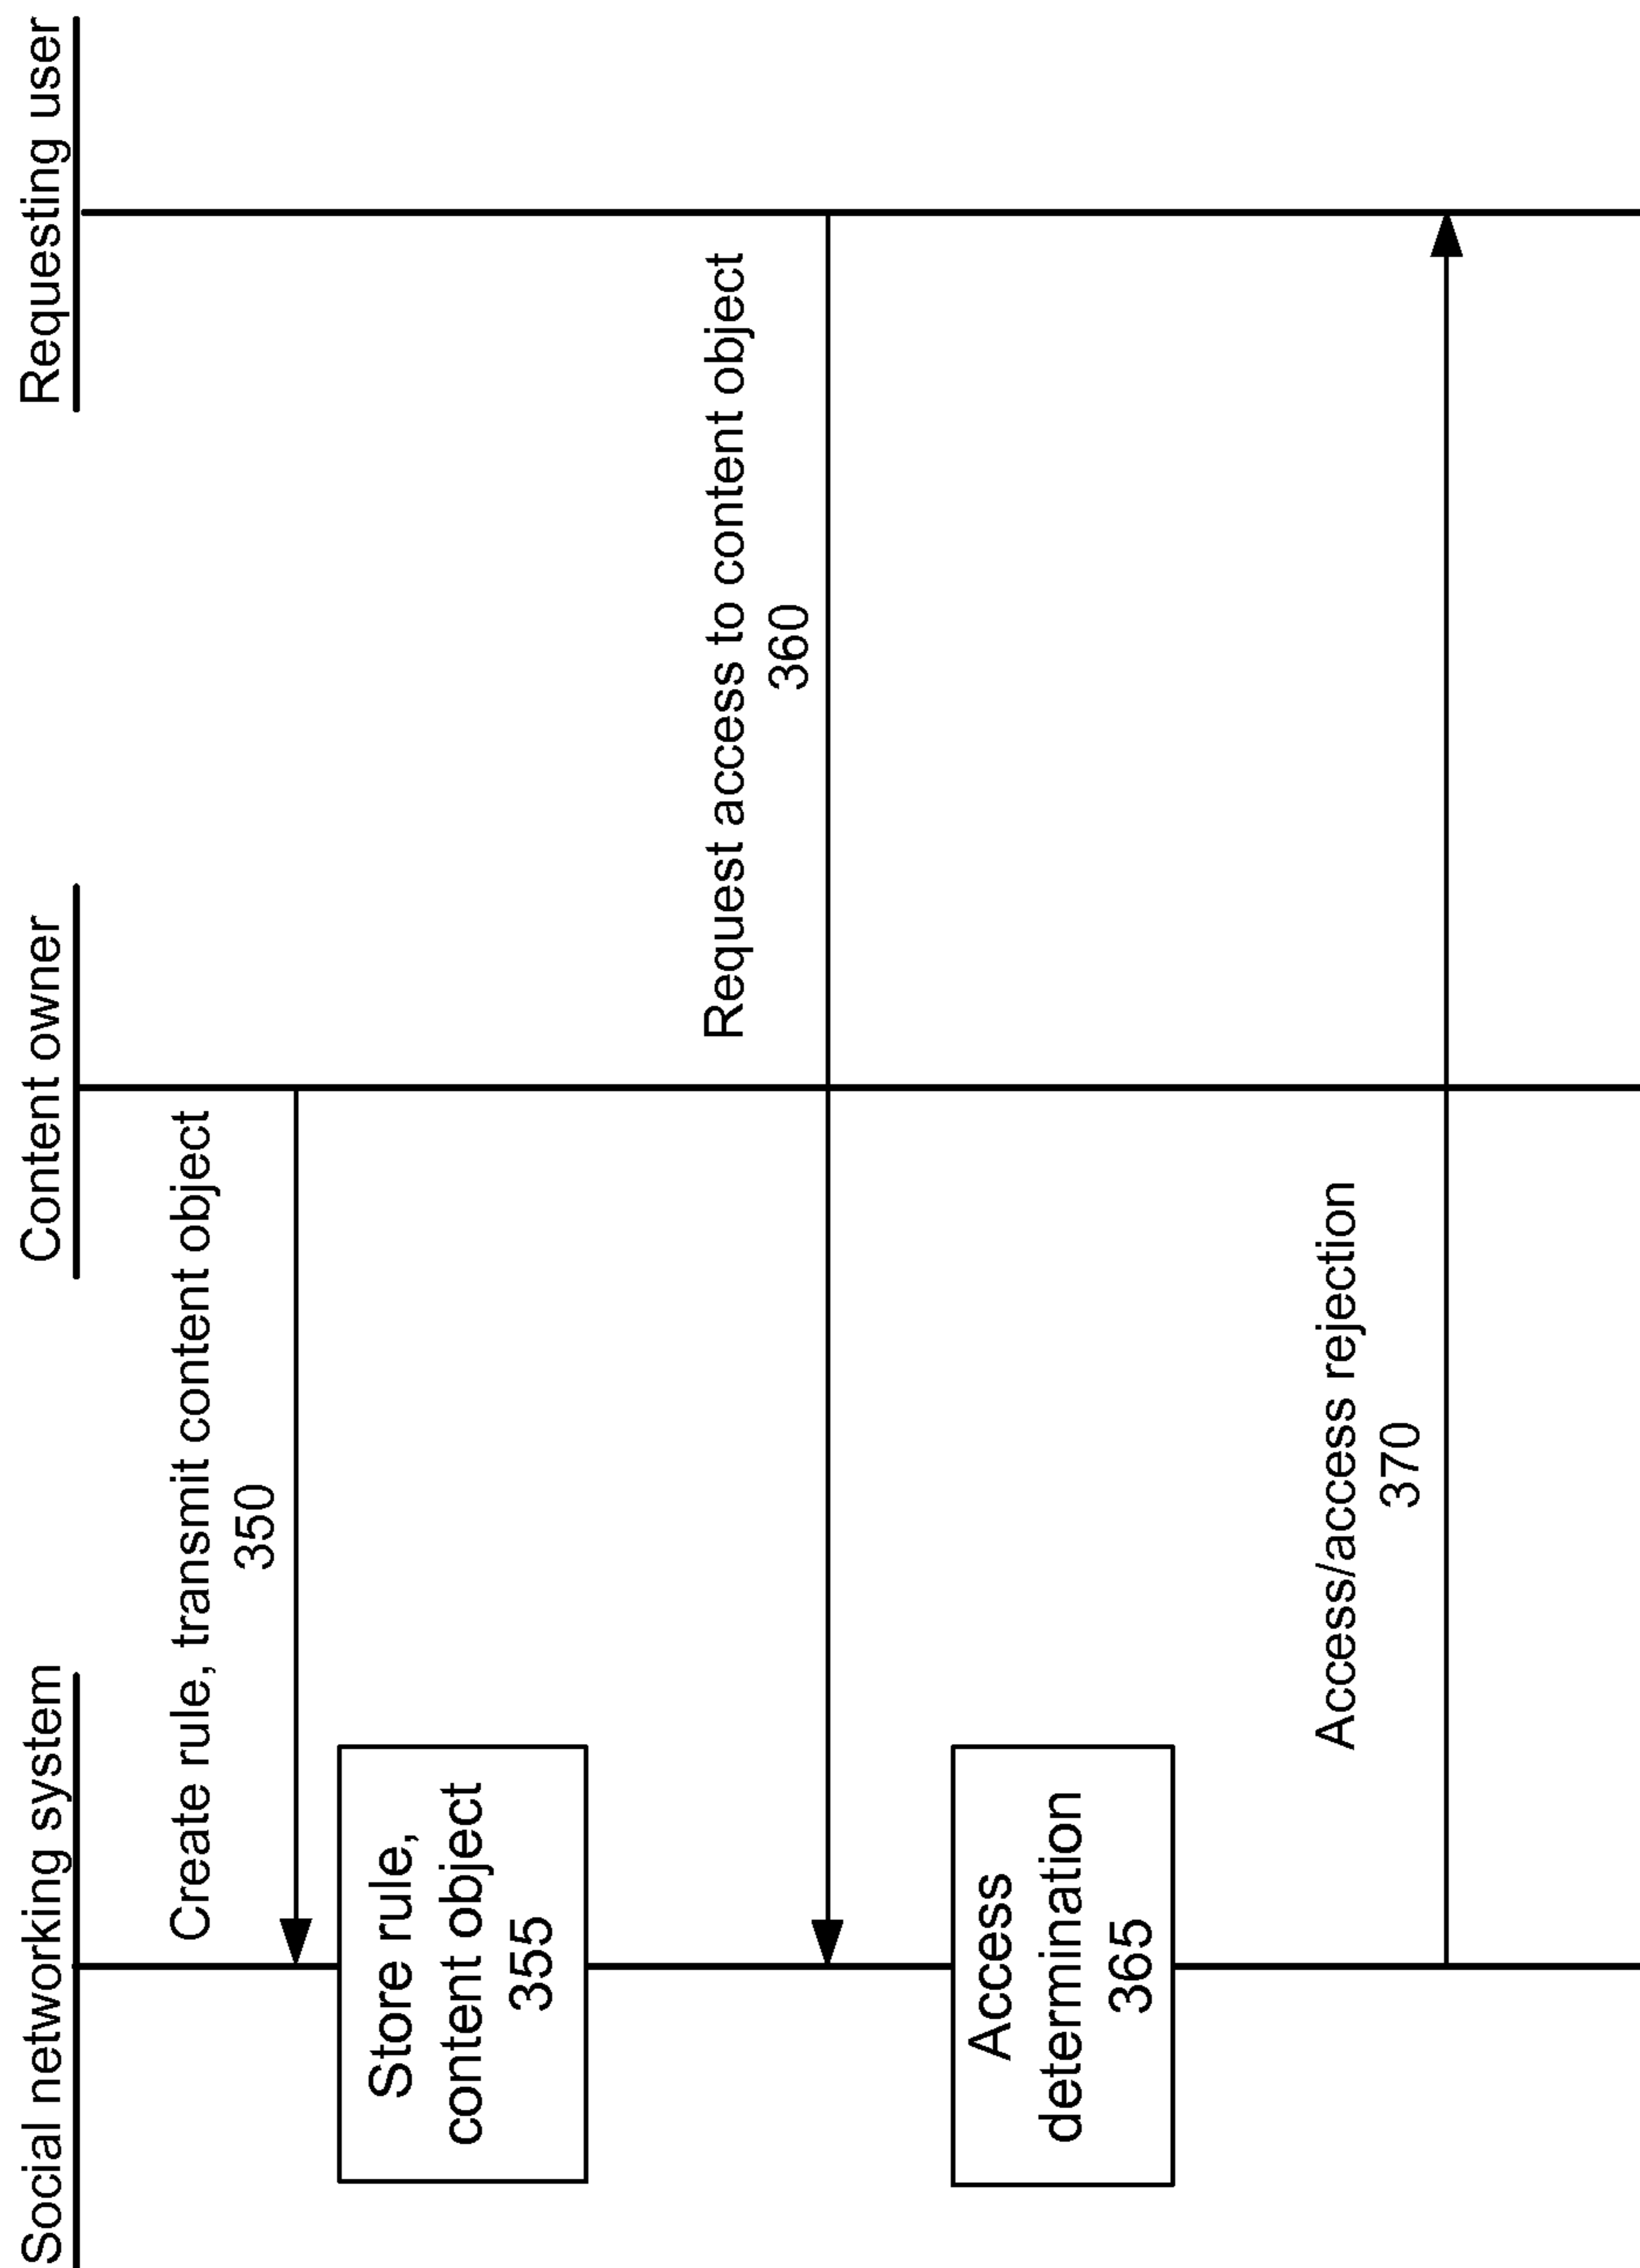 Social networking system
Content owner
Requesting user
Create rule, transmit content object
350
Store rule,
content object
355
Request access to content object
360
Access
determination
365
Access/access rejection
370